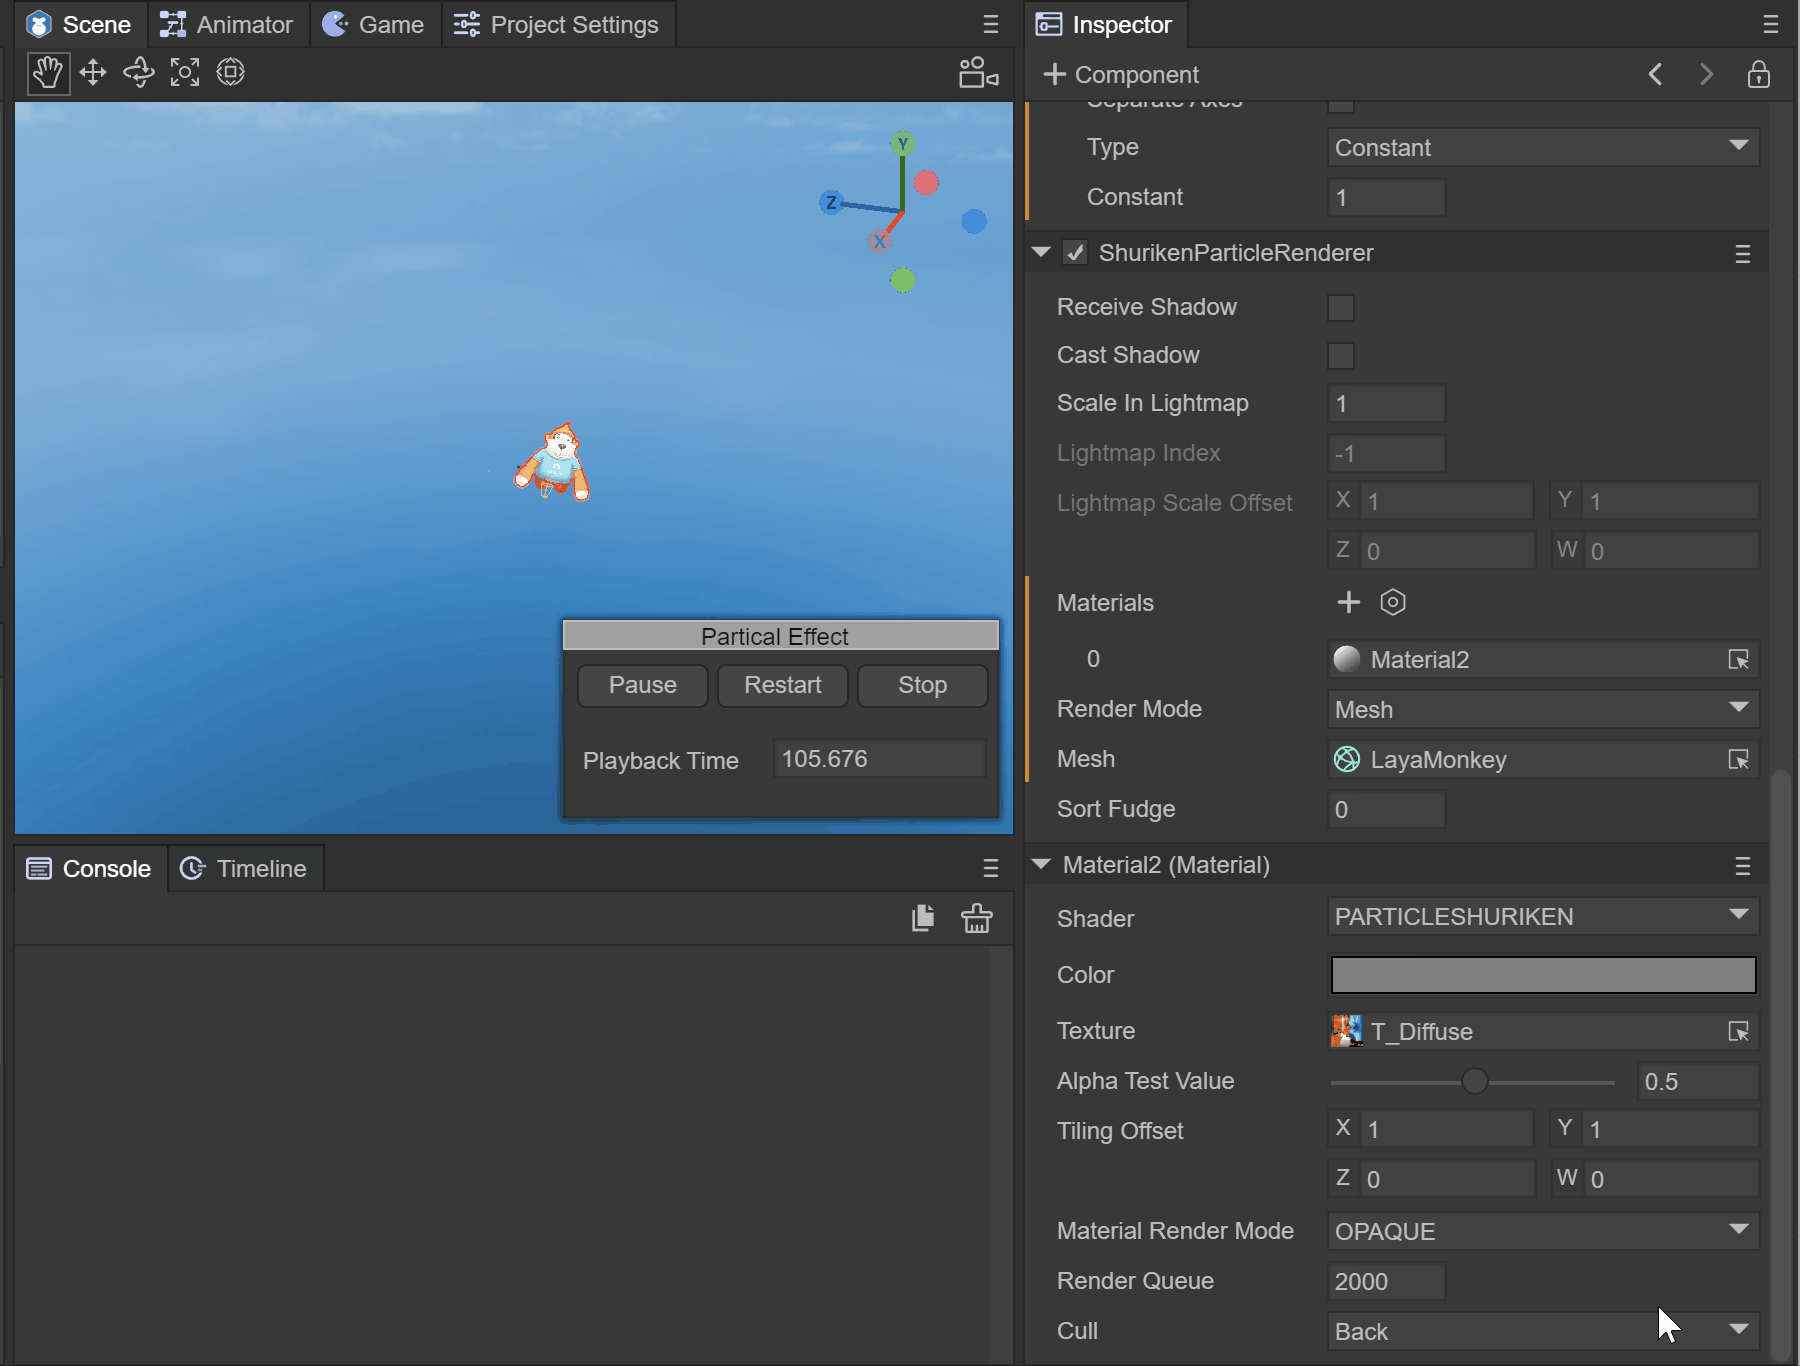 Scene
Animator
Game
Project Settings
Inspector
Component
Separate Axes
Type
Constant
Constant
1
Y
Z
X
ShurikenParticleRenderer
Receive Shadow
Cast Shadow
Scale In Lightmap
1
Lightmap Index
-1
Lightmap Scale Offset
X 1
Y 1
Z 0
W 0
Materials
0
Material2
Render Mode
Mesh
Mesh
LayaMonkey
Sort Fudge
0
Partical Effect
Pause
Restart
Stop
Playback Time
105.676
Console
Timeline
Material2 (Material)
Shader
PARTICLESHURIKEN
Color
Texture
T_Diffuse
Alpha Test Value
0.5
Tiling Offset
X 1
Y 1
Z 0
W 0
Material Render Mode
OPAQUE
Render Queue
2000
Cull
Back